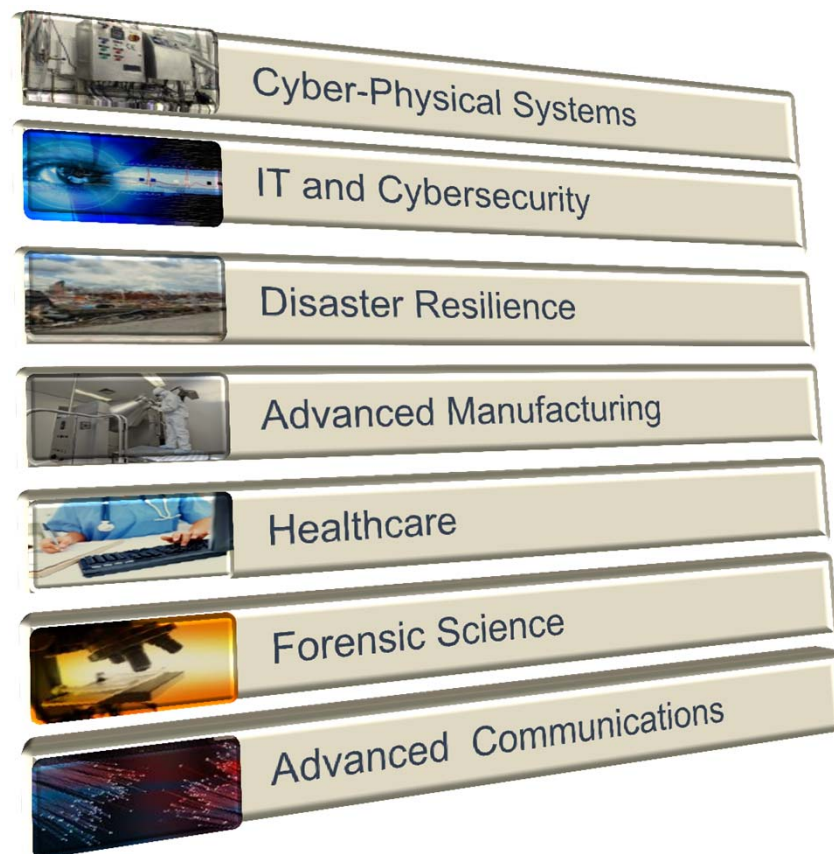 Cyber-Physical Systems
IT and Cybersecurity
Disaster Resilience
Advanced Manufacturing
Healthcare
Forensic Science
Advanced  Communications